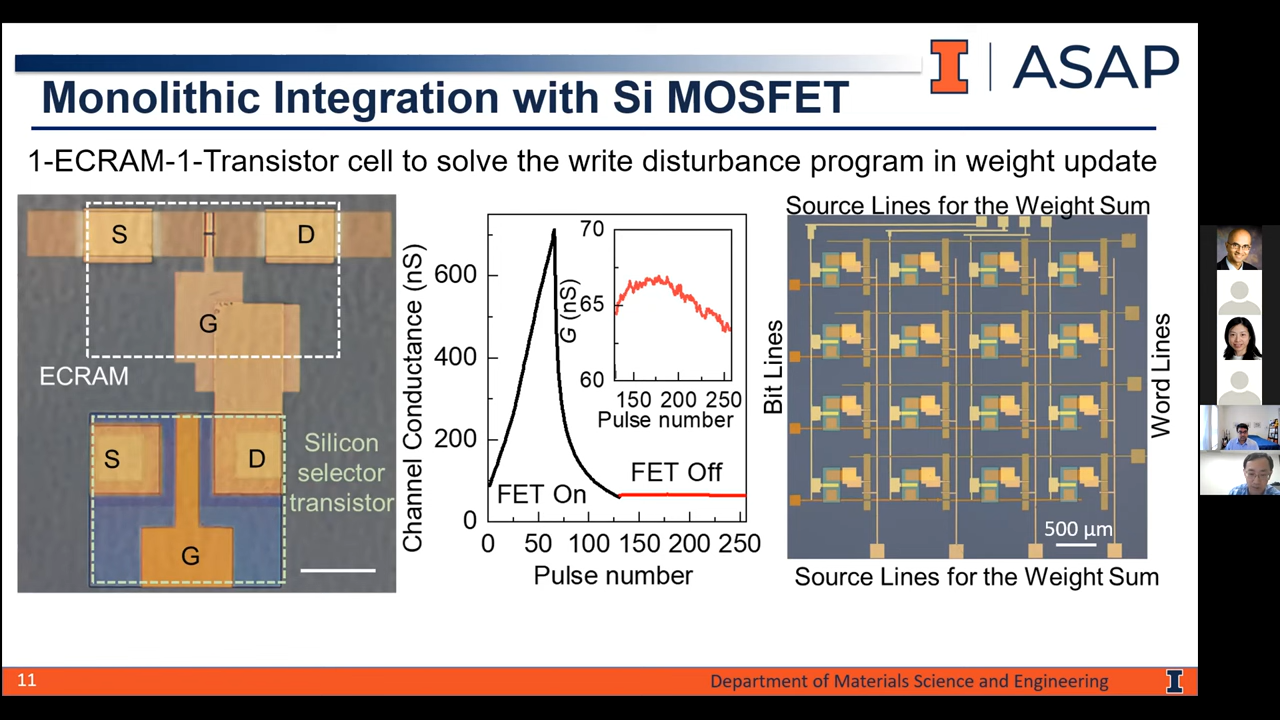 I ASAP
Monolithic Integration with Si MOSFET
1-ECRAM-1-Transistor cell to solve the write disturbance program in weight update
S
D
G
ECRAM
S
D
G
Silicon
selector
transistor
Channel Conductance (nS)
600
400
200
0
0 50 100 150 200 250
Pulse number
FET On
FET Off
G (nS)
70
65
60
150 200 250
Pulse number
Source Lines for the Weight Sum
Bit Lines
Word Lines
500 µm
Source Lines for the Weight Sum
11
Department of Materials Science and Engineering
I